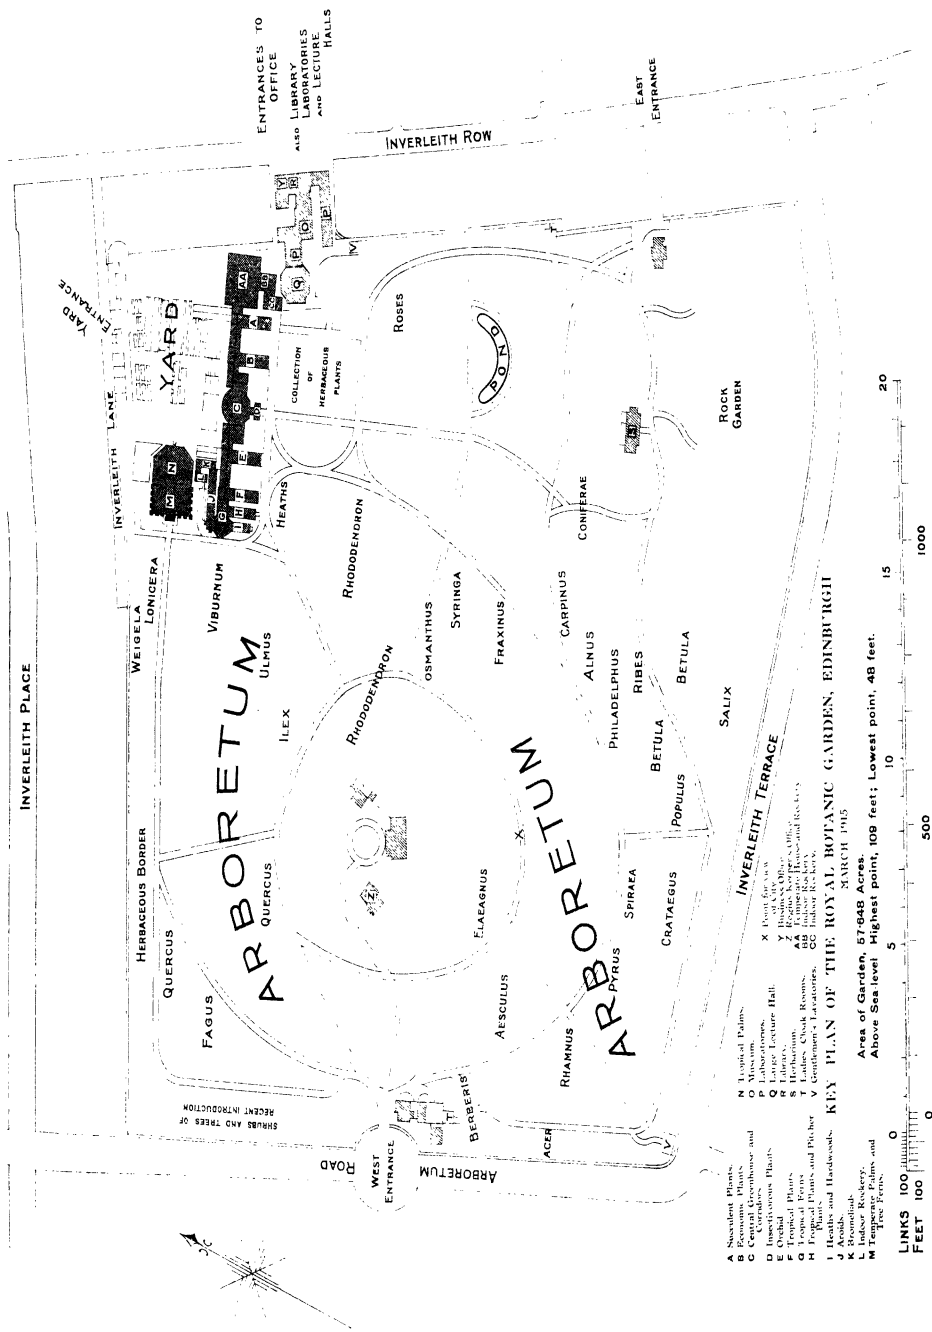 INVERLEITH PLACE
INVERLEITH LANE
YARD
ENTRANCE
YARD
ENTRANCES TO
OFFICE
ALSO LIBRARY
LABORATORIES
AND LECTURE
HALLS
INVERLEITH ROW
EAST
ENTRANCE
M
N
L
K
J
G
I
H
F
E
C
D
B
A
AA
BB
CC
Q
P
O
P
R
Y
V
T
S
COLLECTION
OF
HERBACEOUS
PLANTS
ROSES
POND
ROCK
GARDEN
HEATHS
CONIFERAE
WEIGELA
LONICERA
VIBURNUM
ULMUS
ILEX
RHODODENDRON
RHODODENDRON
OSMANTHUS
SYRINGA
FRAXINUS
CARPINUS
ALNUS
PHILADELPHUS
RIBES
BETULA
BETULA
SALIX
POPULUS
HERBACEOUS BORDER
QUERCUS
QUERCUS
FAGUS
ARBORETUM
Z
X
ELAEAGNUS
AESCULUS
ARBORETUM
SPIRAEA
CRATAEGUS
PYRUS
RHAMNUS
BERBERIS
ACER
T
V
SHRUBS AND TREES OF
RECENT INTRODUCTION
WEST
ENTRANCE
ARBORETUM
ROAD
INVERLEITH TERRACE
A Succulent Plants.
B Economic Plants
C Central Greenhouse and
Corridors
D Insectivorous Plants
E Orchid
F Tropical Plants
G Tropical Ferns
H Tropical Plants and Pitcher
Plants
I Heaths and Hardwoods.
J Aroids.
K Bromeliads
L Indoor Rockery.
M Temperate Palms and
Tree Ferns.
N Tropical Palms.
O Museum.
P Laboratories.
Q Large Lecture Hall.
R Library.
S Herbarium.
T Ladies Cloak Rooms.
V Gentlemen's Lavatories.
X Point for view
of City
Y Business Office
Z Regius Keeper's Office
AA Temperate House and Rockery
BB Indoor Rockery
CC Indoor Rockery.
KEY PLAN OF THE ROYAL BOTANIC GARDEN, EDINBURGH
MARCH 1915
Area of Garden, 57·648 Acres.
Above Sea-level Highest point, 109 feet; Lowest point, 48 feet.
LINKS 100 0 5 10 15 20
FEET 100 0 500 1000